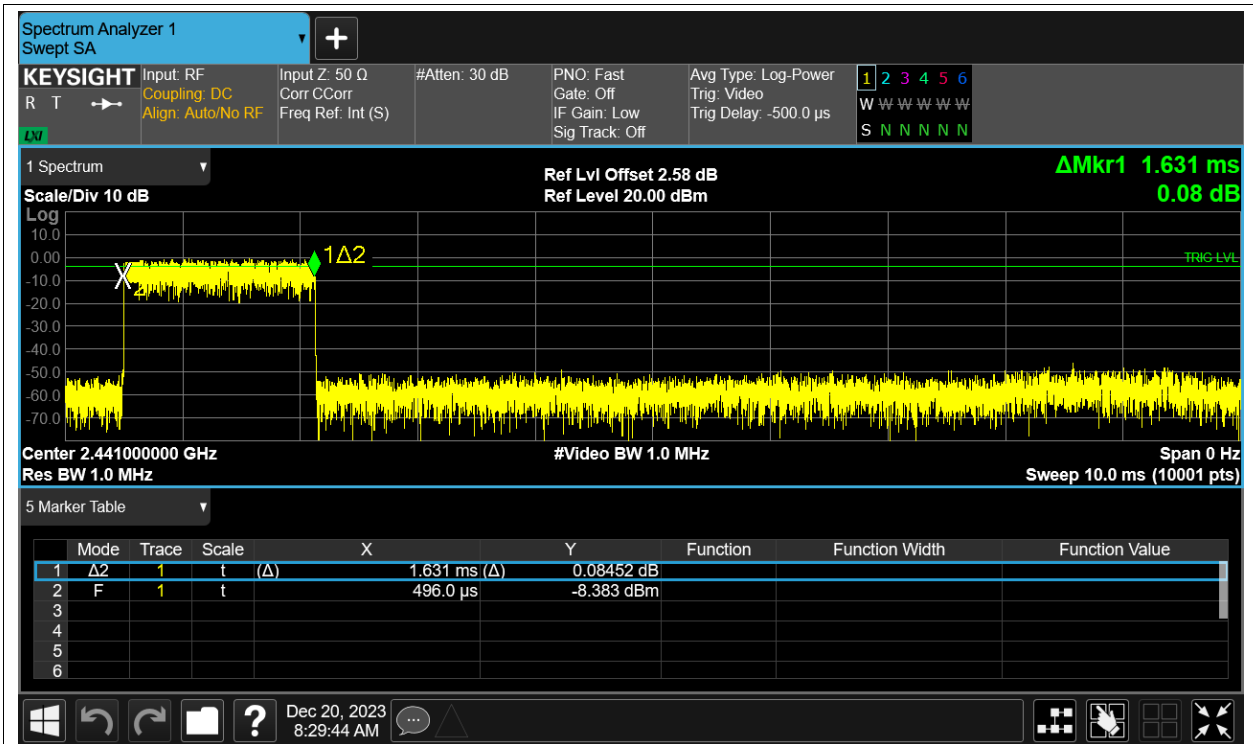 Spectrum Analyzer 1
Swept SA
KEYSIGHT
R T
LXI
Input: RF
Coupling: DC
Align: Auto/No RF
Input Z: 50 Ω
Corr CCorr
Freq Ref: Int (S)
#Atten: 30 dB
PNO: Fast
Gate: Off
IF Gain: Low
Sig Track: Off
Avg Type: Log-Power
Trig: Video
Trig Delay: -500.0 µs
1 2 3 4 5 6
W W W W W W
S N N N N N
1 Spectrum
Scale/Div 10 dB
Ref Lvl Offset 2.58 dB
Ref Level 20.00 dBm
ΔMkr1 1.631 ms
0.08 dB
Log
10.0
0.00
-10.0
-20.0
-30.0
-40.0
-50.0
-60.0
-70.0
X
2
1Δ2
TRIG LVL
Center 2.441000000 GHz
#Video BW 1.0 MHz
Span 0 Hz
Res BW 1.0 MHz
Sweep 10.0 ms (10001 pts)
5 Marker Table
Mode Trace Scale X Y Function Function Width Function Value
1 Δ2 1 t (Δ) 1.631 ms (Δ) 0.08452 dB
2 F 1 t 496.0 µs -8.383 dBm
3
4
5
6
?
Dec 20, 2023
8:29:44 AM